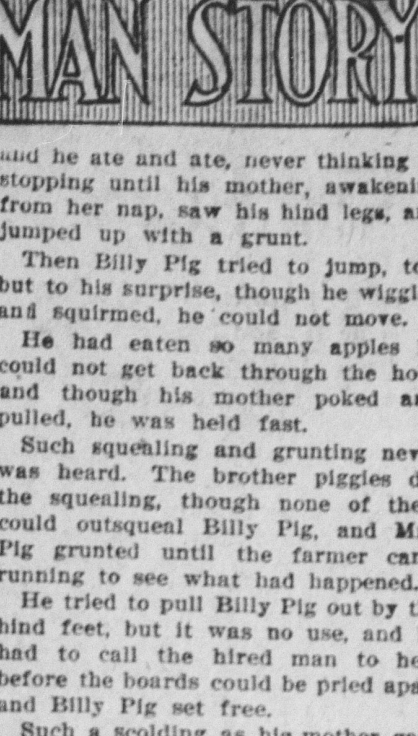 MAN STORY
and he ate and ate, never thinking
stopping until his mother, awakeni
from her nap, saw his hind legs, a
jumped up with a grunt.
Then Billy Pig tried to jump, to
but to his surprise, though he wiggl
and squirmed, he could not move.
He had eaten so many apples
could not get back through the ho
and though his mother poked a
pulled, he was held fast.
Such squealing and grunting nev
was heard. The brother piggies d
the squealing, though none of the
could outsqueal Billy Pig, and M
Pig grunted until the farmer car
running to see what had happened.
He tried to pull Billy Pig out by t
hind feet, but it was no use, and
had to call the hired man to he
before the boards could be pried apa
and Billy Pig set free.
Such a scolding as his mother